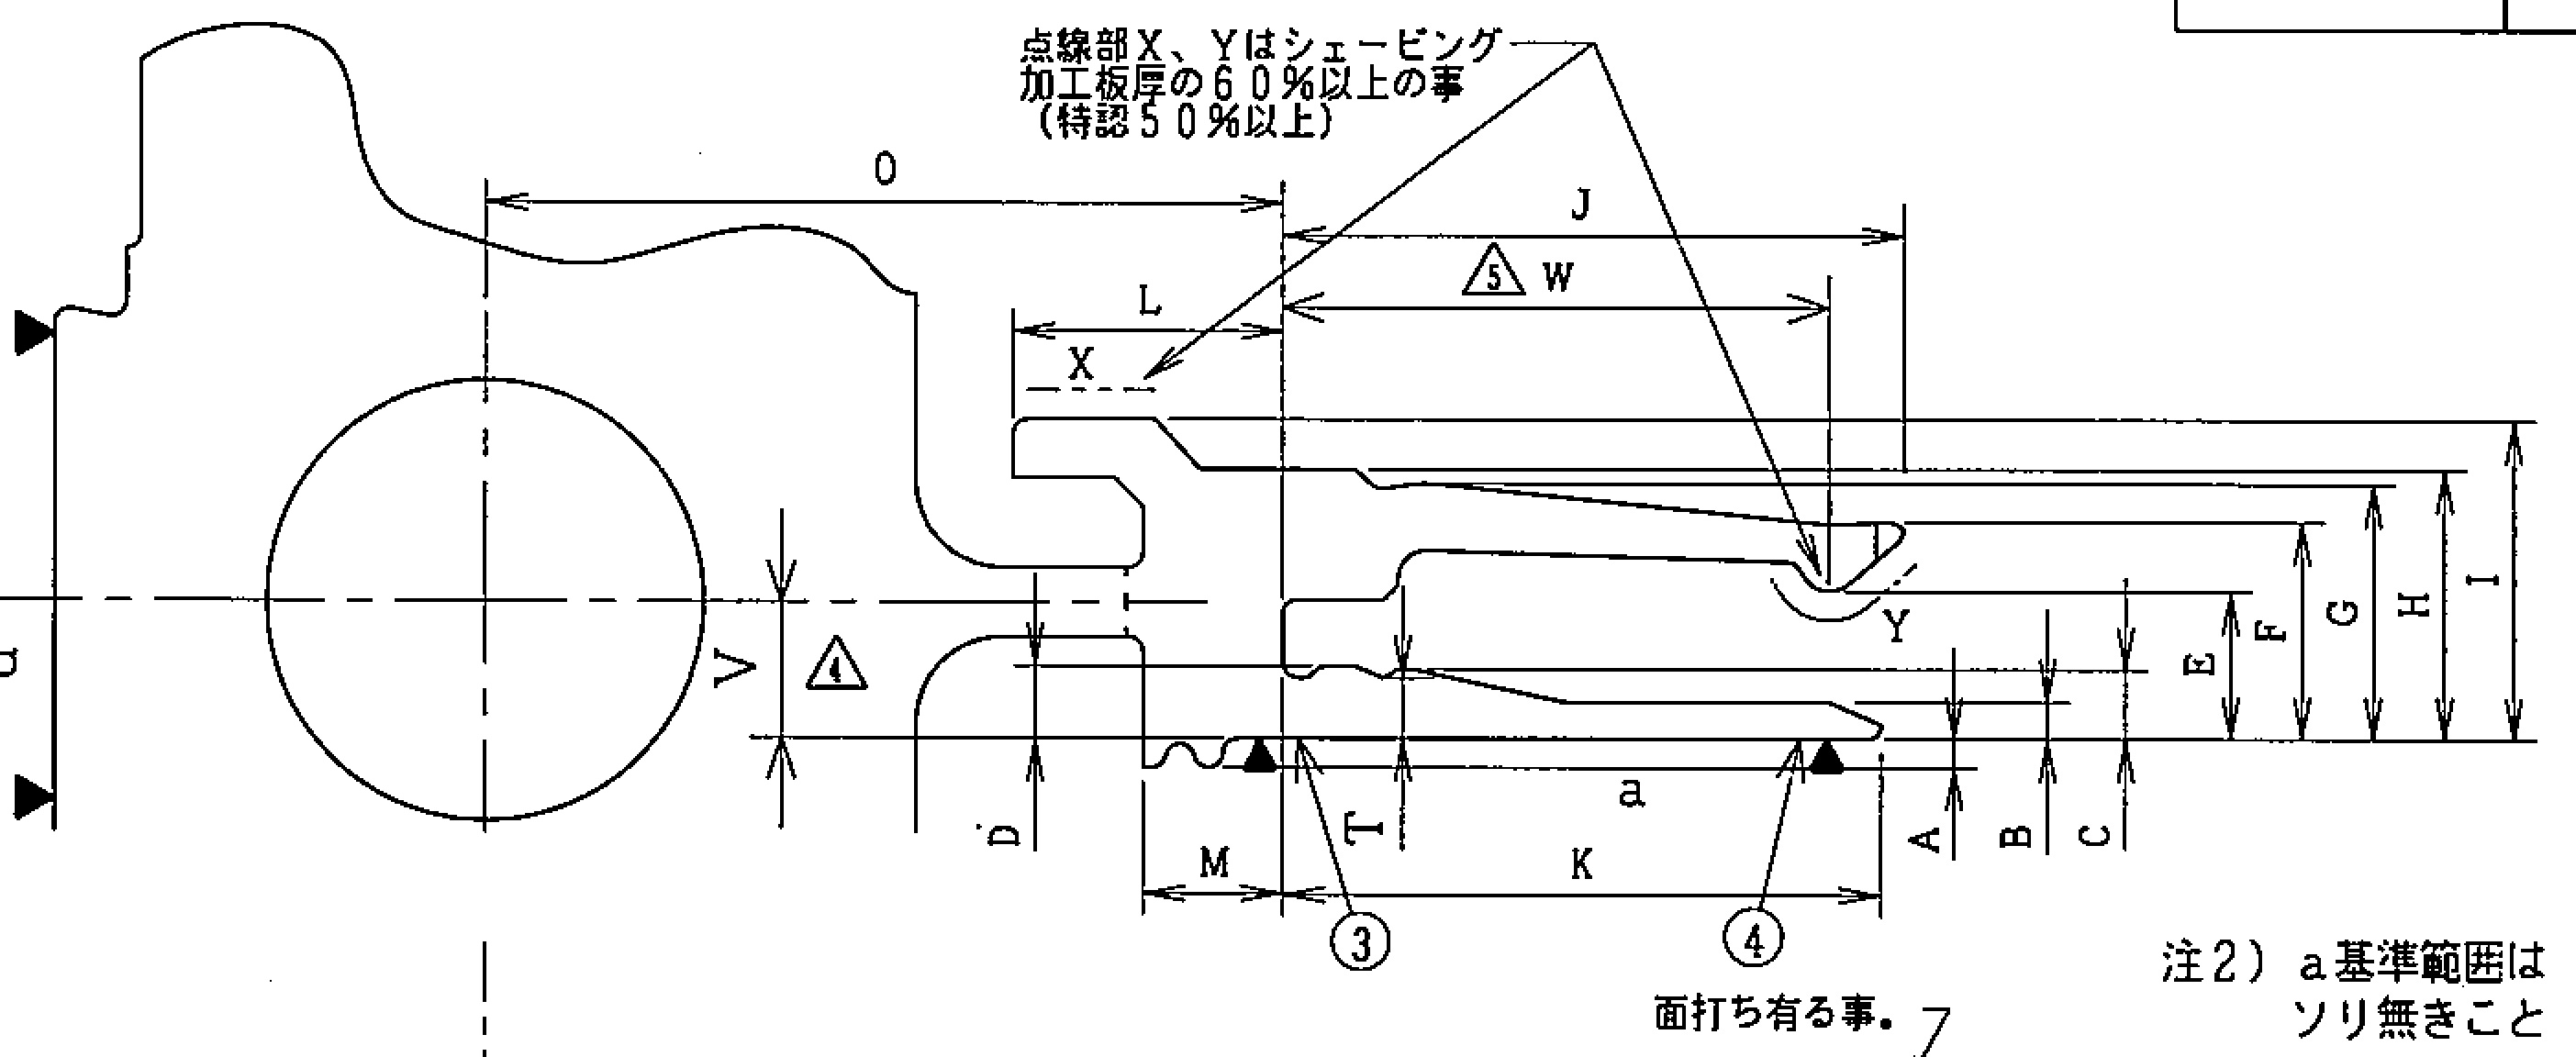 点線部X、Yはシェービング
加工板厚の60%以上の事
(特認50%以上)
O
J
5 W
L
X
I
H
G
F
E
Y
V
4
D
T
a
A
B
C
M
K
3
4
注2) a基準範囲は
ソリ無きこと
面打ち有る事。